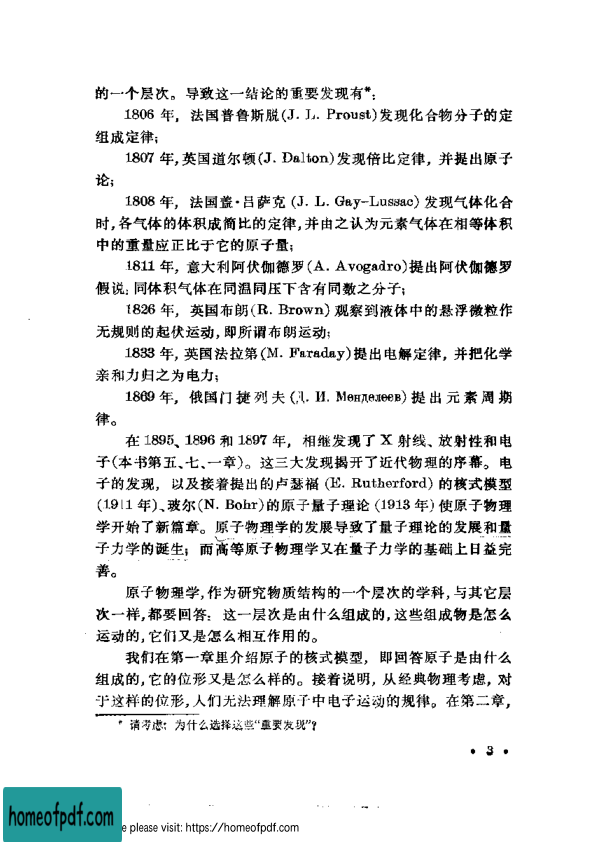 的一个层次。导致这一结论的重要发现有*:
1806 年, 法国普鲁斯脱(J. L. Proust)发现化合物分子的定
组成定律;
1807 年,英国道尔顿(J. Dalton)发现倍比定律, 并提出原子
论;
1808 年, 法国盖·吕萨克 (J. L. Gay-Lussac) 发现气体化合
时,各气体的体积成简比的定律,并由之认为元素气体在相等体积
中的重量应正比于它的原子量;
1811 年, 意大利阿伏伽德罗(A. Avogadro)提出阿伏伽德罗
假说: 同体积气体在同温同压下含有同数之分子;
1826 年, 英国布朗(R. Brown) 观察到液体中的悬浮微粒作
无规则的起伏运动,即所谓布朗运动;
1833 年,英国法拉第(M. Faraday)提出电解定律, 并把化学
亲和力归之为电力;
1869 年, 俄国门捷列夫(Д. И. Менделеев) 提出元素周期
律。
在 1895、1896 和 1897 年, 相继发现了 X 射线、放射性和电
子(本书第五、七、一章)。这三大发现揭开了近代物理的序幕。电
子的发现, 以及接着提出的卢瑟福 (E. Rutherford) 的核式模型
(1911 年)、玻尔(N. Bohr)的原子量子理论 (1913 年) 使原子物理
学开始了新篇章。原子物理学的发展导致了量子理论的发展和量
子力学的诞生; 而高等原子物理学又在量子力学的基础上日益完
善。
原子物理学,作为研究物质结构的一个层次的学科,与其它层
次一样,都要回答: 这一层次是由什么组成的,这些组成物是怎么
运动的,它们又是怎么相互作用的。
我们在第一章里介绍原子的核式模型, 即回答原子是由什么
组成的,它的位形又是怎么样的。接着说明, 从经典物理考虑, 对
于这样的位形,人们无法理解原子中电子运动的规律。在第二章,
* 请考虑: 为什么选择这些“重要发现”?
• 3 •
homeofpdf.com
e please visit: https://homeofpdf.com